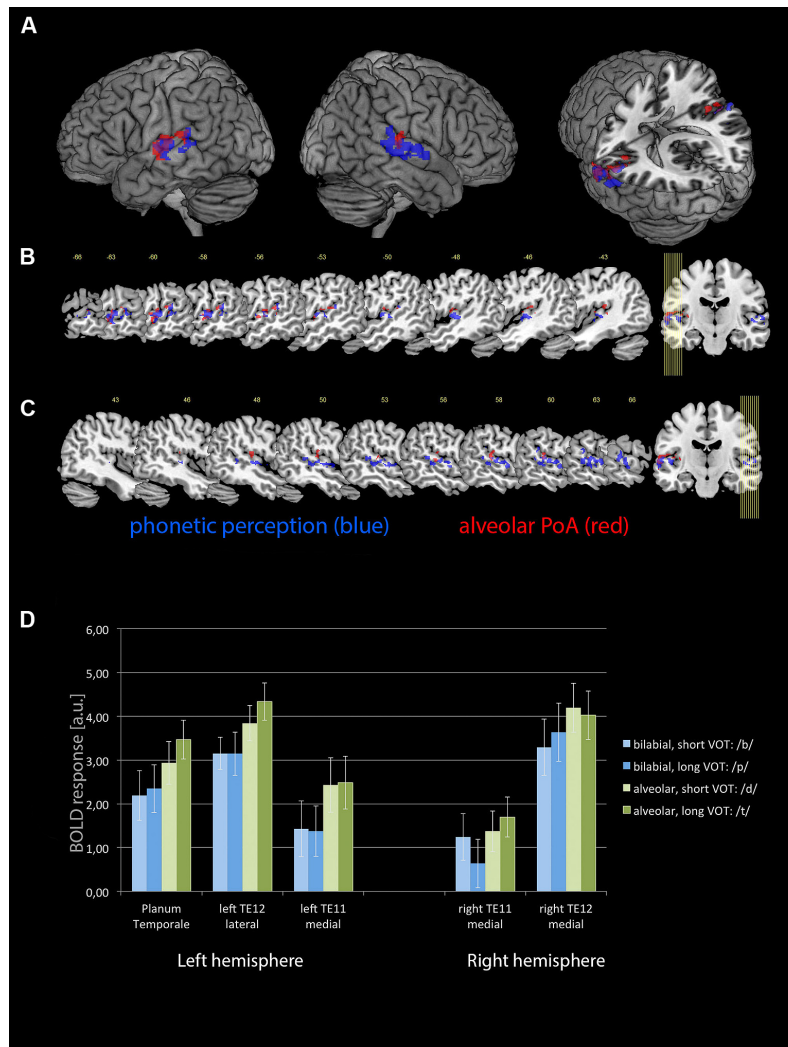 A
B
-66 -63 -60 -58 -56 -53 -50 -48 -46 -43
C
43 46 48 50 53 56 58 60 63 66
phonetic perception (blue) alveolar PoA (red)
D
BOLD response [a.u.]
6,00
5,00
4,00
3,00
2,00
1,00
0,00
Planum Temporale
left TE12 lateral
left TE11 medial
right TE11 medial
right TE12 medial
Left hemisphere Right hemisphere
bilabial, short VOT: /b/
bilabial, long VOT: /p/
alveolar, short VOT: /d/
alveolar, long VOT: /t/